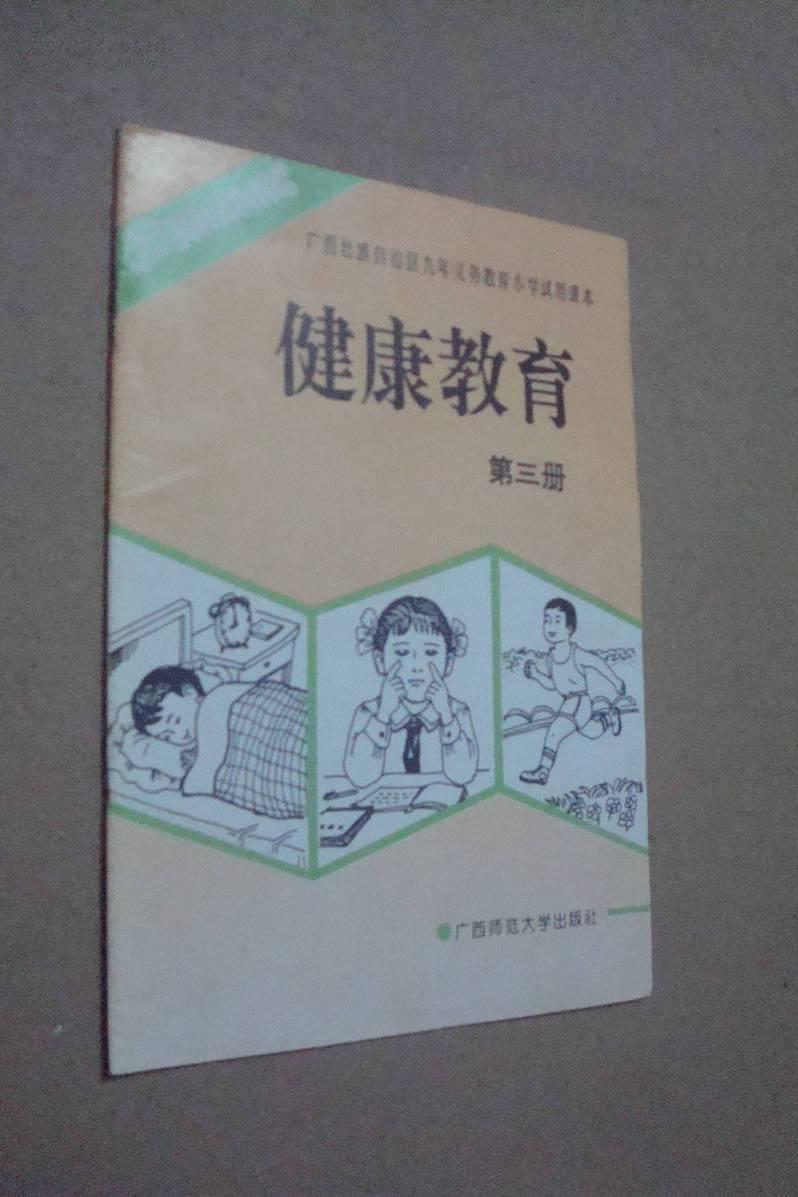 广西壮族自治区九年义务教育小学试用课本
健康教育
第三册
广西师范大学出版社